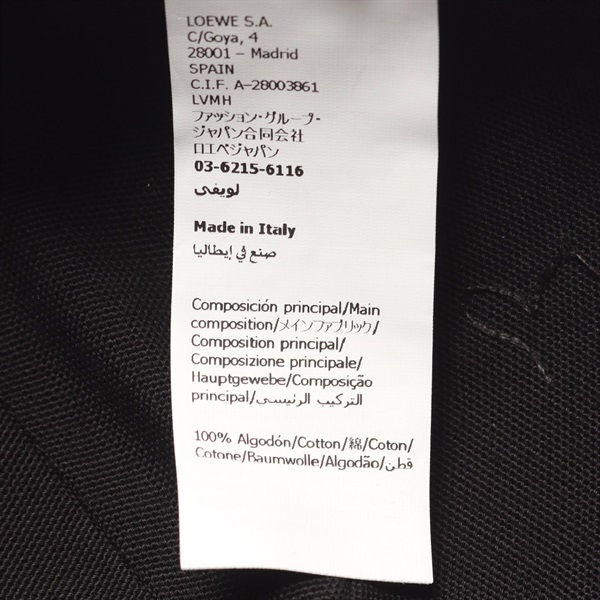 LOEWE S.A.
C/Goya, 4
28001 – Madrid
SPAIN
C.I.F. A-28003861
LVMH
ファッション・グループ・
ジャパン合同会社
ロエベジャパン
03-6215-6116
لويفى
Made in Italy
صنع في إيطاليا
Composición principal/Main
composition/メインファブリック/
Composition principal/
Composizione principale/
Hauptgewebe/Composição
principal/التركيب الرئيسي
100% Algodón/Cotton/綿/Coton/
Cotone/Baumwolle/Algodão/قطن